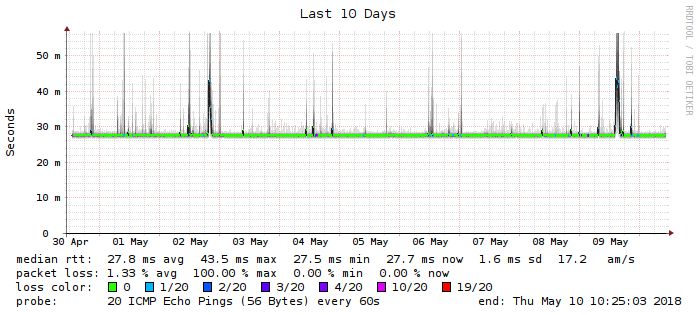 Last 10 Days
RRDTOOL / TOBI OETIKER
Seconds
50 m
40 m
30 m
20 m
10 m
0
30 Apr 01 May 02 May 03 May 04 May 05 May 06 May 07 May 08 May 09 May
median rtt: 27.8 ms avg 43.5 ms max 27.5 ms min 27.7 ms now 1.6 ms sd 17.2 am/s
packet loss: 1.33 % avg 100.00 % max 0.00 % min 0.00 % now
loss color: 0 1/20 2/20 3/20 4/20 10/20 19/20
probe: 20 ICMP Echo Pings (56 Bytes) every 60s end: Thu May 10 10:25:03 2018